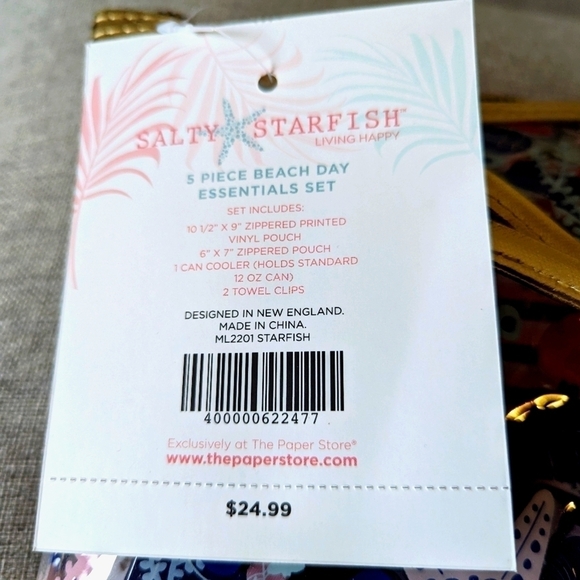 SALTY STARFISH™
LIVING HAPPY
5 PIECE BEACH DAY
ESSENTIALS SET
SET INCLUDES:
10 1/2" X 9" ZIPPERED PRINTED
VINYL POUCH
6" X 7" ZIPPERED POUCH
1 CAN COOLER (HOLDS STANDARD
12 OZ CAN)
2 TOWEL CLIPS
DESIGNED IN NEW ENGLAND.
MADE IN CHINA.
ML2201 STARFISH
400000622477
Exclusively at The Paper Store®
www.thepaperstore.com
$24.99